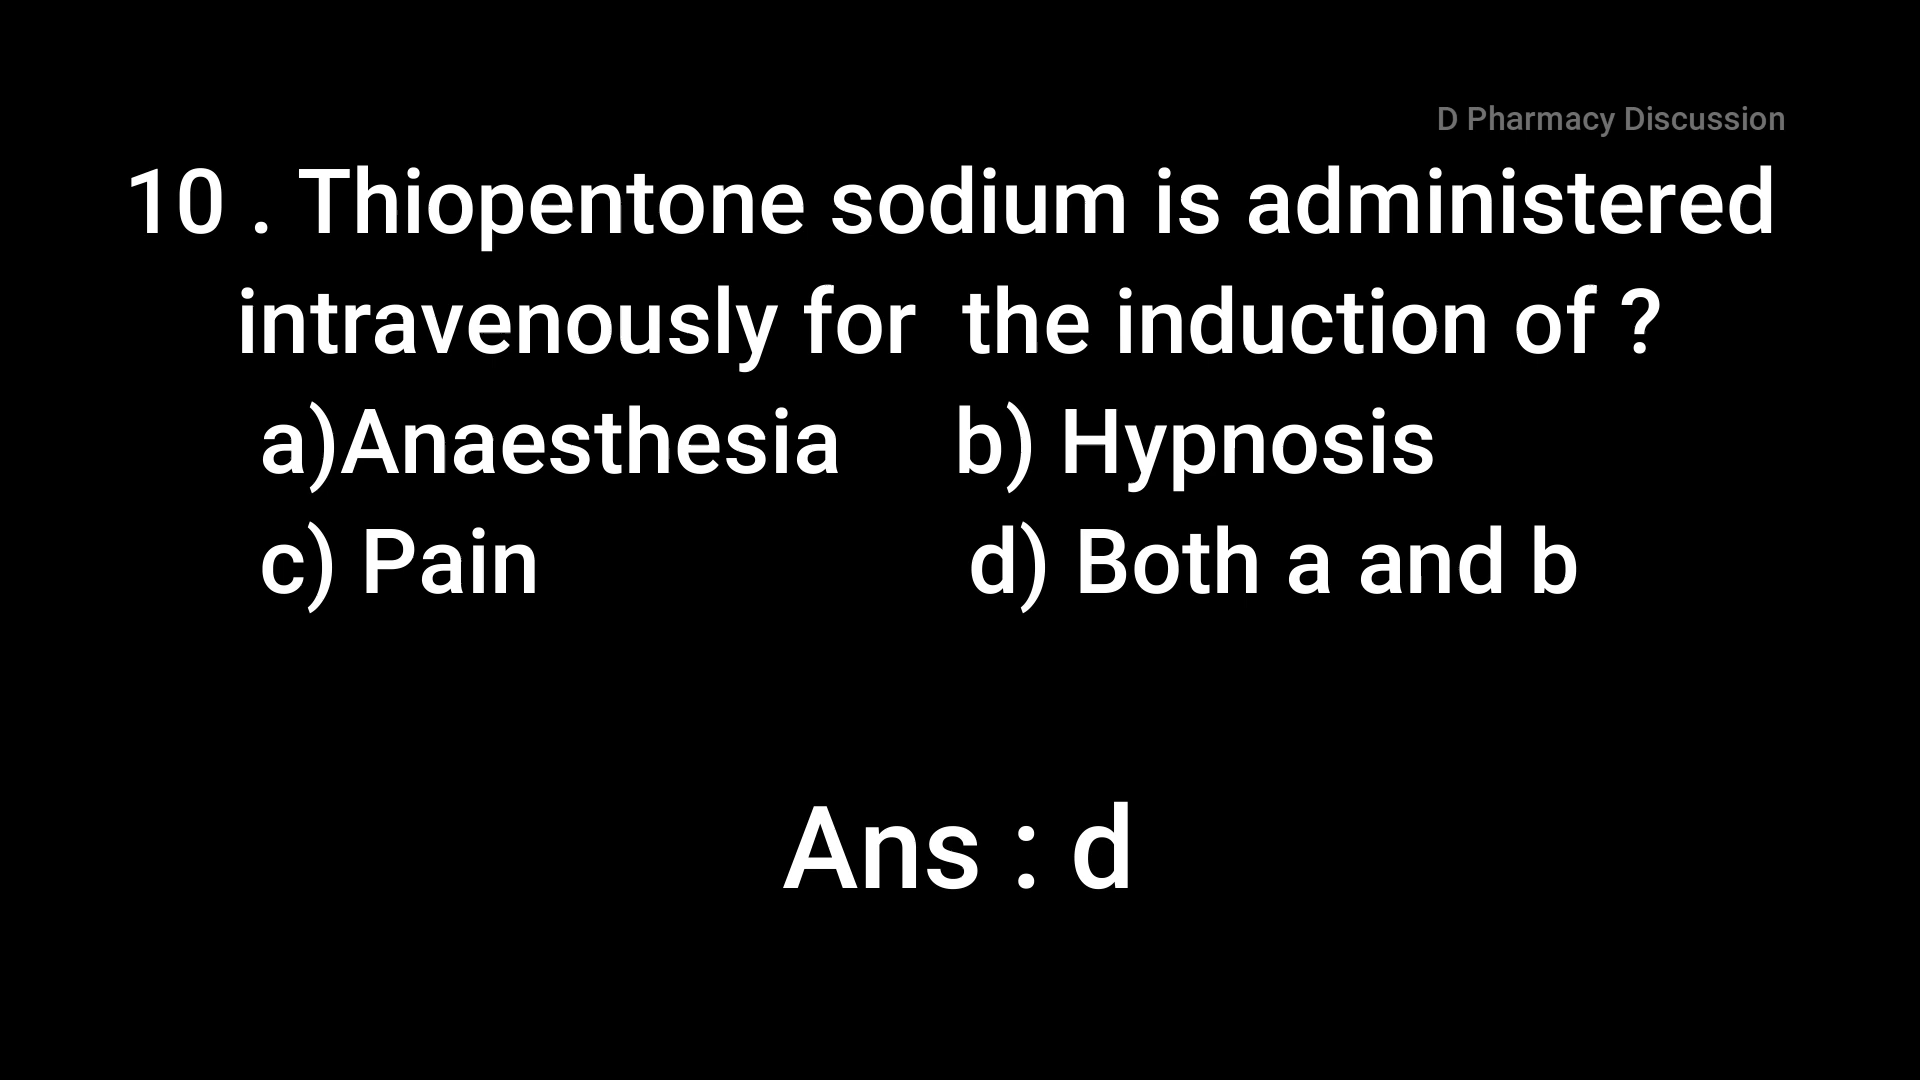 D Pharmacy Discussion
10 . Thiopentone sodium is administered
intravenously for the induction of ?
a)Anaesthesia b) Hypnosis
c) Pain d) Both a and b
Ans : d